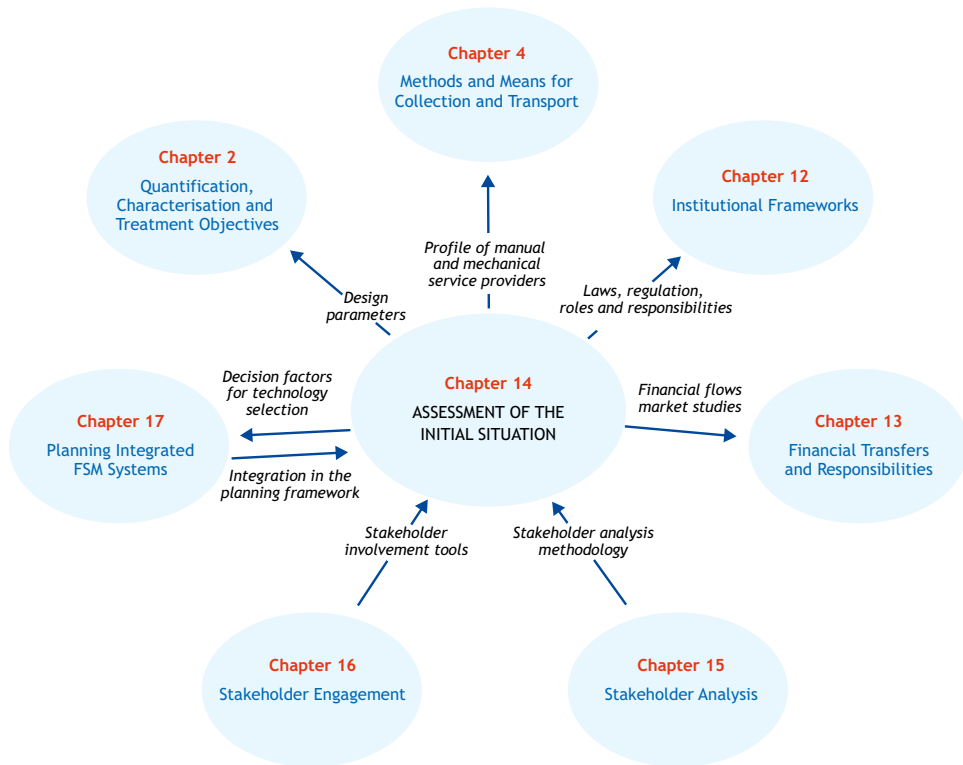 Chapter 4
Methods and Means for
Collection and Transport
Chapter 2
Quantification,
Characterisation and
Treatment Objectives
Chapter 12
Institutional Frameworks
Profile of manual
and mechanical
service providers
Design
parameters
Laws, regulation,
roles and responsibilities
Chapter 14
ASSESSMENT OF THE
INITIAL SITUATION
Decision factors
for technology
selection
Financial flows
market studies
Chapter 17
Planning Integrated
FSM Systems
Chapter 13
Financial Transfers
and Responsibilities
Integration in the
planning framework
Stakeholder
involvement tools
Stakeholder analysis
methodology
Chapter 16
Stakeholder Engagement
Chapter 15
Stakeholder Analysis